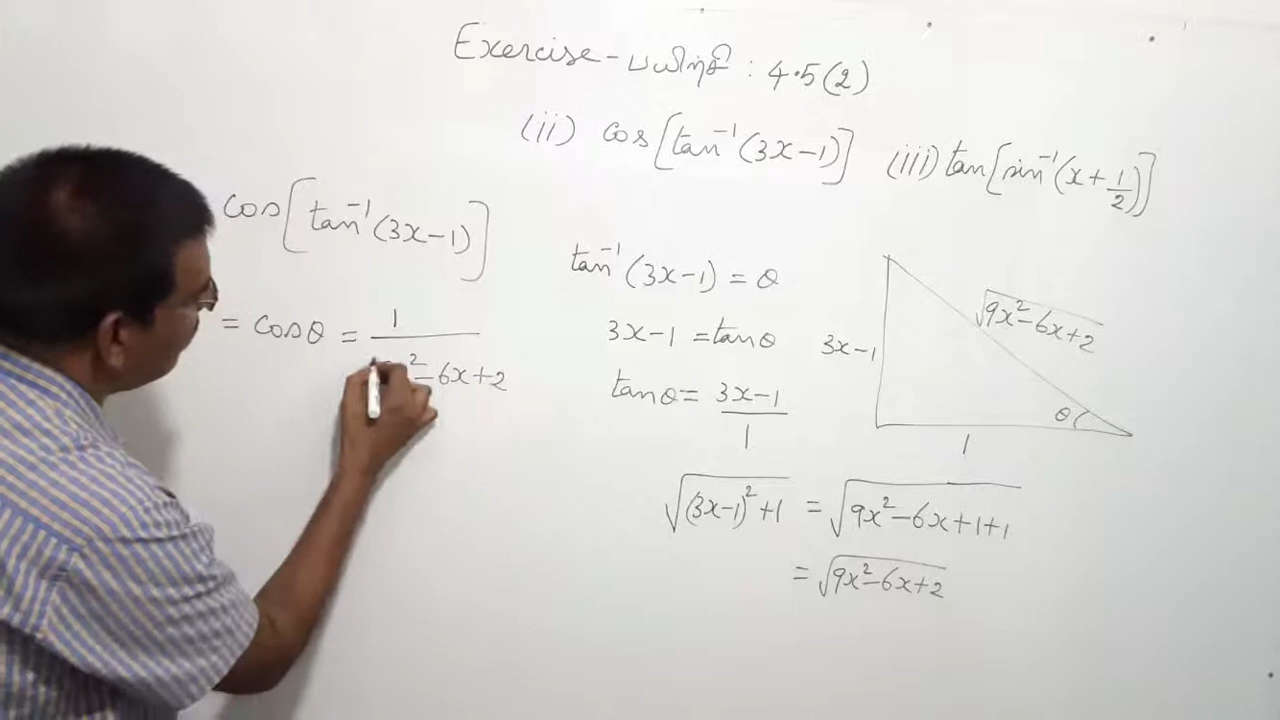 Exercise - பயிற்சி : 4.5(2)
(ii) cos[tan⁻¹(3x-1)] (iii) tan[sin⁻¹(x+1/2)]
cos[tan⁻¹(3x-1)]
= cosθ = 1/
² - 6x+2
tan⁻¹(3x-1) = θ
3x-1 = tanθ
tanθ = (3x-1)/1
√((3x-1)²+1) = √(9x²-6x+1+1)
= √(9x²-6x+2)
3x-1
√(9x²-6x+2)
θ
1